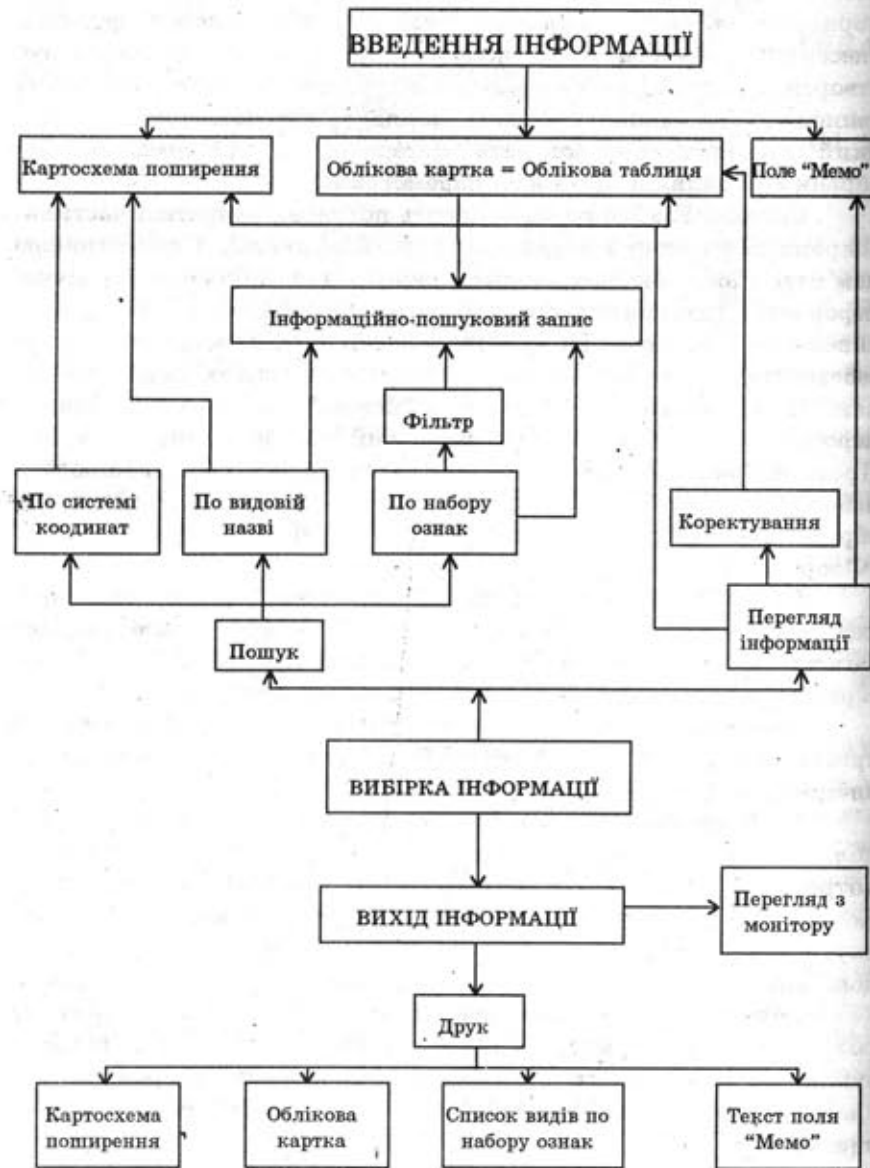 ВВЕДЕННЯ ІНФОРМАЦІЇ
Картосхема поширення
Облікова картка = Облікова таблиця
Поле “Мемо”
Інформаційно-пошуковий запис
Фільтр
По системі
коодинат
По видовій
назві
По набору
ознак
Коректування
Пошук
Перегляд
інформації
ВИБІРКА ІНФОРМАЦІЇ
ВИХІД ІНФОРМАЦІЇ
Перегляд з
монітору
Друк
Картосхема
поширення
Облікова
картка
Список видів по
набору ознак
Текст поля
“Мемо”